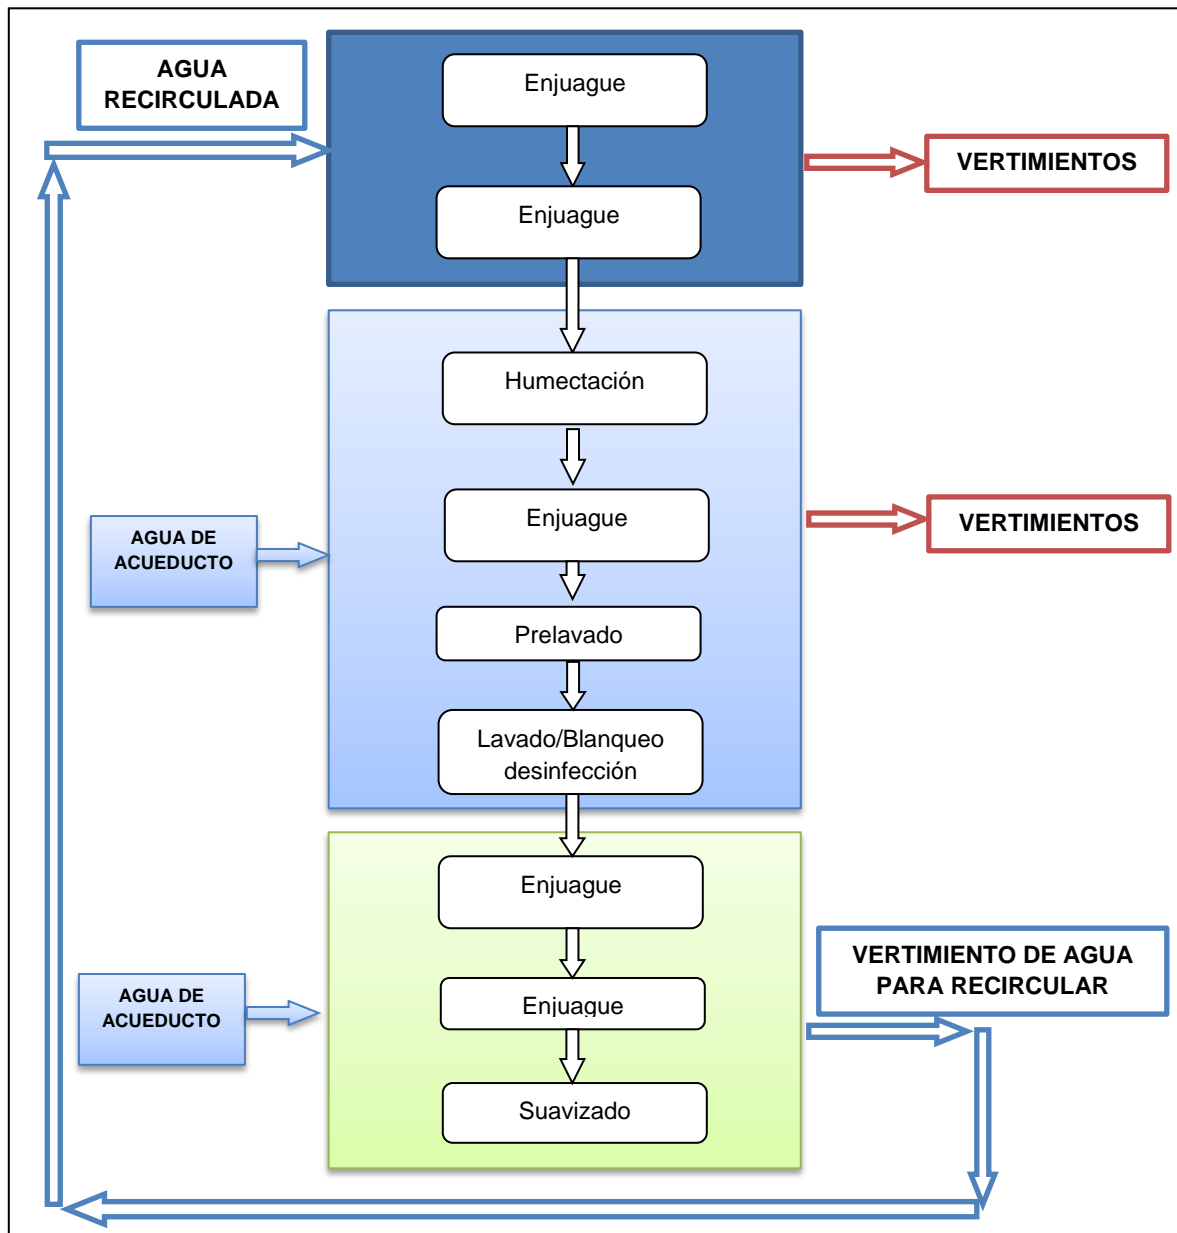 AGUA
RECIRCULADA
Enjuague
Enjuague
VERTIMIENTOS
Humectación
Enjuague
VERTIMIENTOS
AGUA DE
ACUEDUCTO
Prelavado
Lavado/Blanqueo
desinfección
Enjuague
VERTIMIENTO DE AGUA
PARA RECIRCULAR
AGUA DE
ACUEDUCTO
Enjuague
Suavizado